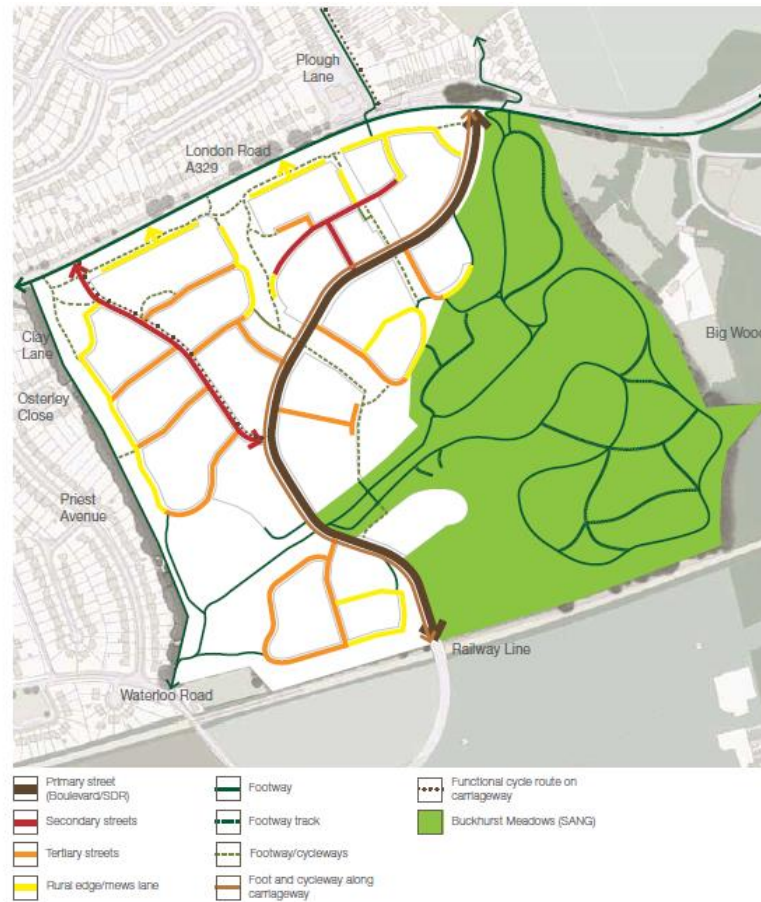 Plough
Lane
London Road
A329
Clay
Lane
Osterley
Close
Big Wood
Priest
Avenue
Railway Line
Waterloo Road
Primary street
(Boulevard/SDR)
Secondary streets
Tertiary streets
Rural edge/mews lane
Footway
Footway track
Footway/cycleways
Foot and cycleway along
carriageway
Functional cycle route on
carriageway
Buckhurst Meadows (SANG)